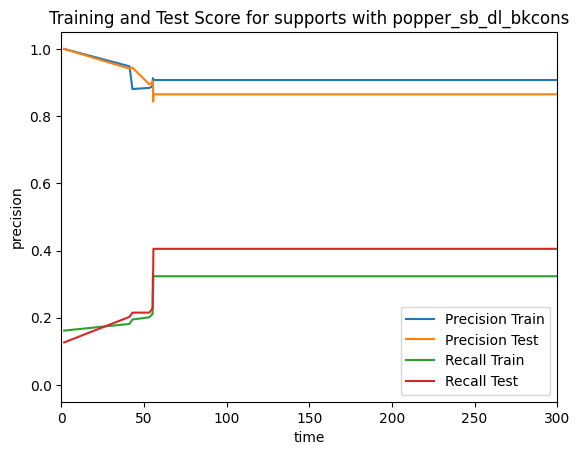 Training and Test Score for supports with popper_sb_dl_bkcons
1.0
0.8
0.6
0.4
0.2
0.0
precision
0 50 100 150 200 250 300
time
Precision Train
Precision Test
Recall Train
Recall Test